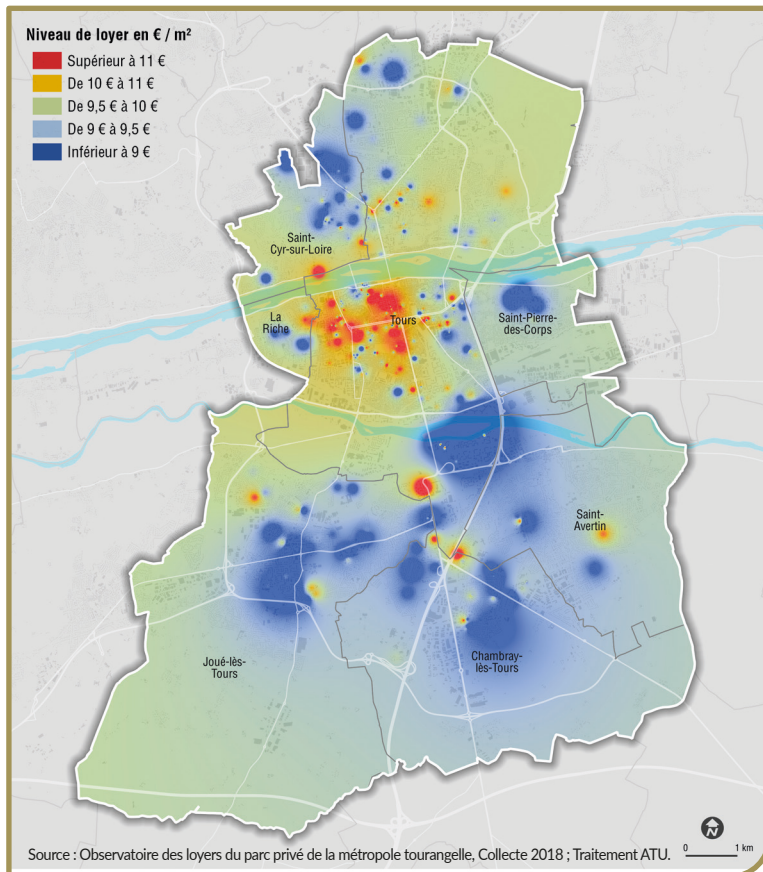 Niveau de loyer en € / m²
Supérieur à 11 €
De 10 € à 11 €
De 9,5 € à 10 €
De 9 € à 9,5 €
Inférieur à 9 €
Saint-
Cyr-sur-Loire
La
Riche
Tours
Saint-Pierre-
des-Corps
Saint-
Avertin
Joué-lès-
Tours
Chambray
-lès-Tours
N
0 1 km
Source : Observatoire des loyers du parc privé de la métropole tourangelle, Collecte 2018 ; Traitement ATU.